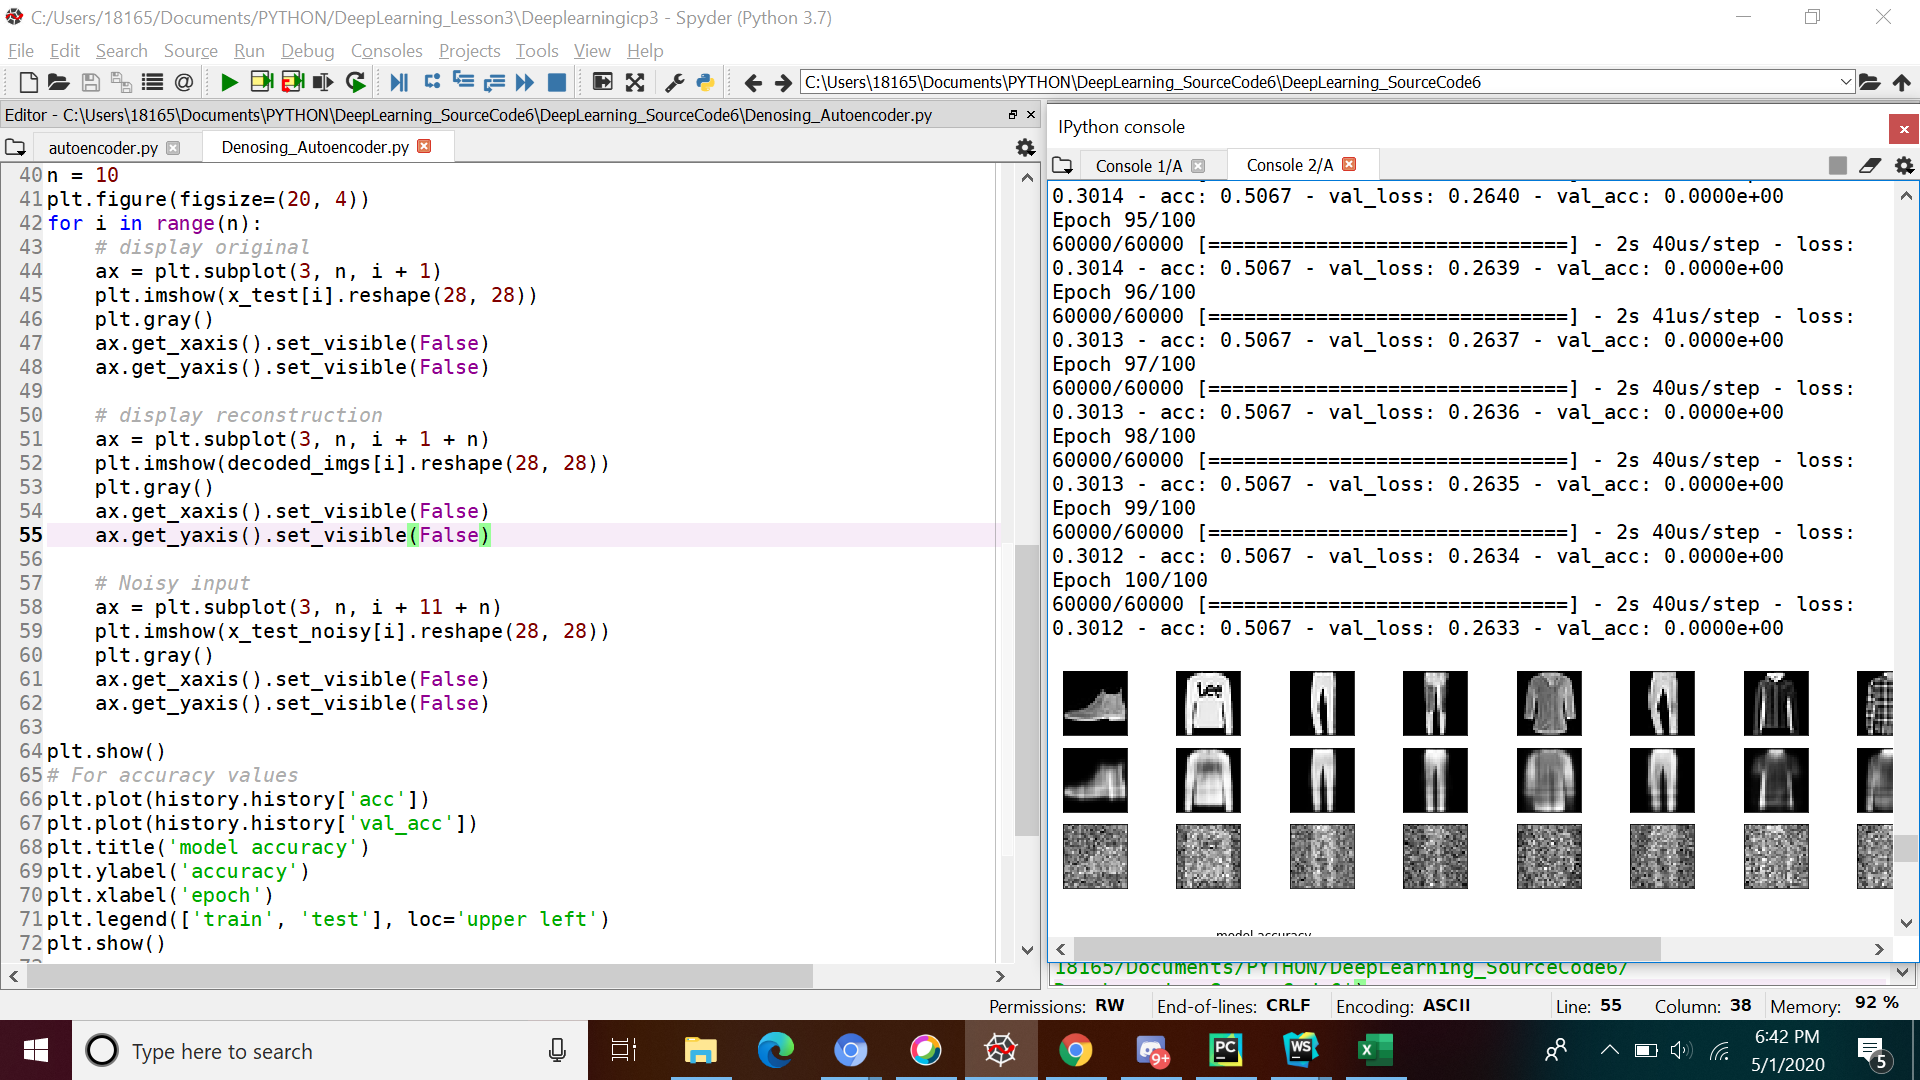 C:/Users/18165/Documents/PYTHON/DeepLearning_Lesson3\Deeplearningicp3 - Spyder (Python 3.7)
File Edit Search Source Run Debug Consoles Projects Tools View Help
C:\Users\18165\Documents\PYTHON\DeepLearning_SourceCode6\DeepLearning_SourceCode6
Editor - C:\Users\18165\Documents\PYTHON\DeepLearning_SourceCode6\DeepLearning_SourceCode6\Denosing_Autoencoder.py
autoencoder.py Denosing_Autoencoder.py
40 n = 10
41 plt.figure(figsize=(20, 4))
42 for i in range(n):
43     # display original
44     ax = plt.subplot(3, n, i + 1)
45     plt.imshow(x_test[i].reshape(28, 28))
46     plt.gray()
47     ax.get_xaxis().set_visible(False)
48     ax.get_yaxis().set_visible(False)
49
50     # display reconstruction
51     ax = plt.subplot(3, n, i + 1 + n)
52     plt.imshow(decoded_imgs[i].reshape(28, 28))
53     plt.gray()
54     ax.get_xaxis().set_visible(False)
55     ax.get_yaxis().set_visible(False)
56
57     # Noisy input
58     ax = plt.subplot(3, n, i + 11 + n)
59     plt.imshow(x_test_noisy[i].reshape(28, 28))
60     plt.gray()
61     ax.get_xaxis().set_visible(False)
62     ax.get_yaxis().set_visible(False)
63
64 plt.show()
65 # For accuracy values
66 plt.plot(history.history['acc'])
67 plt.plot(history.history['val_acc'])
68 plt.title('model accuracy')
69 plt.ylabel('accuracy')
70 plt.xlabel('epoch')
71 plt.legend(['train', 'test'], loc='upper left')
72 plt.show()
IPython console
Console 1/A Console 2/A
0.3014 - acc: 0.5067 - val_loss: 0.2640 - val_acc: 0.0000e+00
Epoch 95/100
60000/60000 [==============================] - 2s 40us/step - loss:
0.3014 - acc: 0.5067 - val_loss: 0.2639 - val_acc: 0.0000e+00
Epoch 96/100
60000/60000 [==============================] - 2s 41us/step - loss:
0.3013 - acc: 0.5067 - val_loss: 0.2637 - val_acc: 0.0000e+00
Epoch 97/100
60000/60000 [==============================] - 2s 40us/step - loss:
0.3013 - acc: 0.5067 - val_loss: 0.2636 - val_acc: 0.0000e+00
Epoch 98/100
60000/60000 [==============================] - 2s 40us/step - loss:
0.3013 - acc: 0.5067 - val_loss: 0.2635 - val_acc: 0.0000e+00
Epoch 99/100
60000/60000 [==============================] - 2s 40us/step - loss:
0.3012 - acc: 0.5067 - val_loss: 0.2634 - val_acc: 0.0000e+00
Epoch 100/100
60000/60000 [==============================] - 2s 40us/step - loss:
0.3012 - acc: 0.5067 - val_loss: 0.2633 - val_acc: 0.0000e+00
Lee
model accuracy
18165/Documents/PYTHON/DeepLearning_SourceCode6/
Permissions: RW End-of-lines: CRLF Encoding: ASCII Line: 55 Column: 38 Memory: 92 %
Type here to search
9+
PC
WS
X
6:42 PM
5/1/2020
5